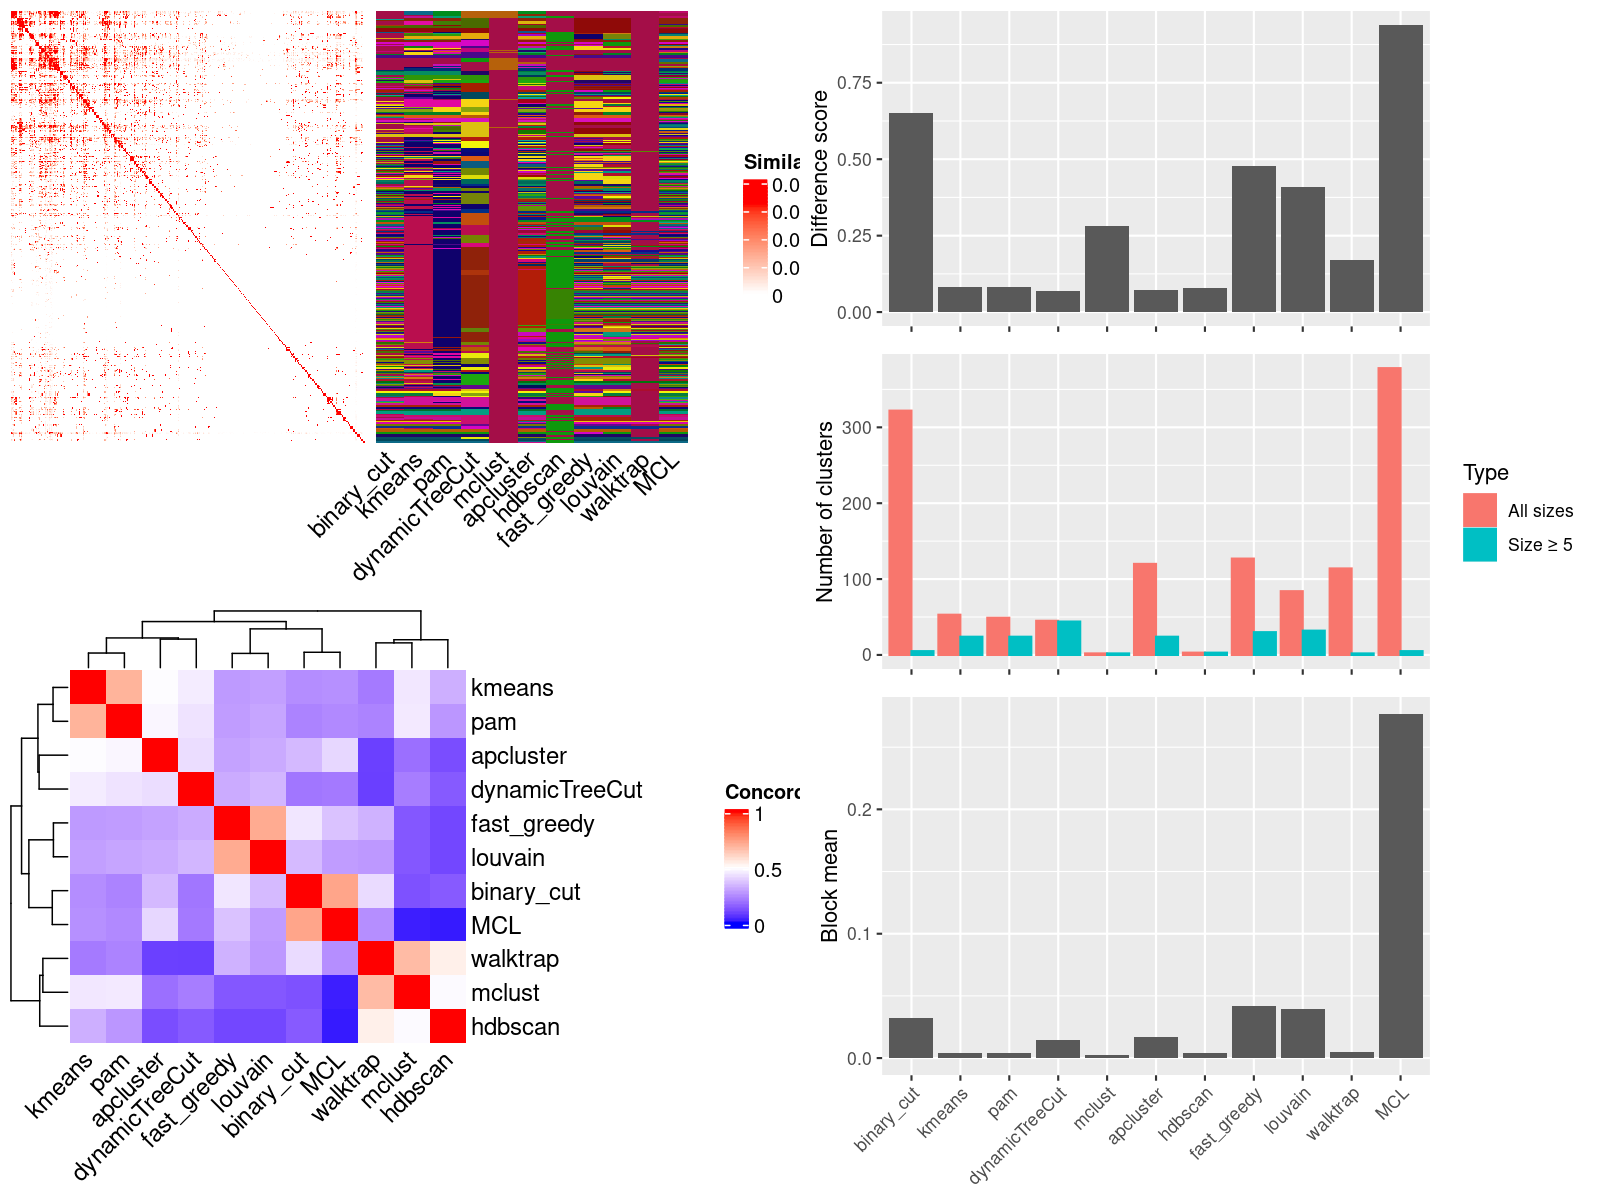 binary_cut
kmeans
pam
dynamicTreeCut
mclust
apcluster
hdbscan
fast_greedy
louvain
walktrap
MCL
Simila
0.0
0.0
0.0
0.0
0
kmeans
pam
apcluster
dynamicTreeCut
fast_greedy
louvain
binary_cut
MCL
walktrap
mclust
hdbscan
kmeans
pam
apcluster
dynamicTreeCut
fast_greedy
louvain
binary_cut
MCL
walktrap
mclust
hdbscan
Concord
1
0.5
0
Difference score
0.75
0.50
0.25
0.00
Number of clusters
300
200
100
0
Type
All sizes
Size ≥ 5
Block mean
0.2
0.1
0.0
binary_cut
kmeans
pam
dynamicTreeCut
mclust
apcluster
hdbscan
fast_greedy
louvain
walktrap
MCL